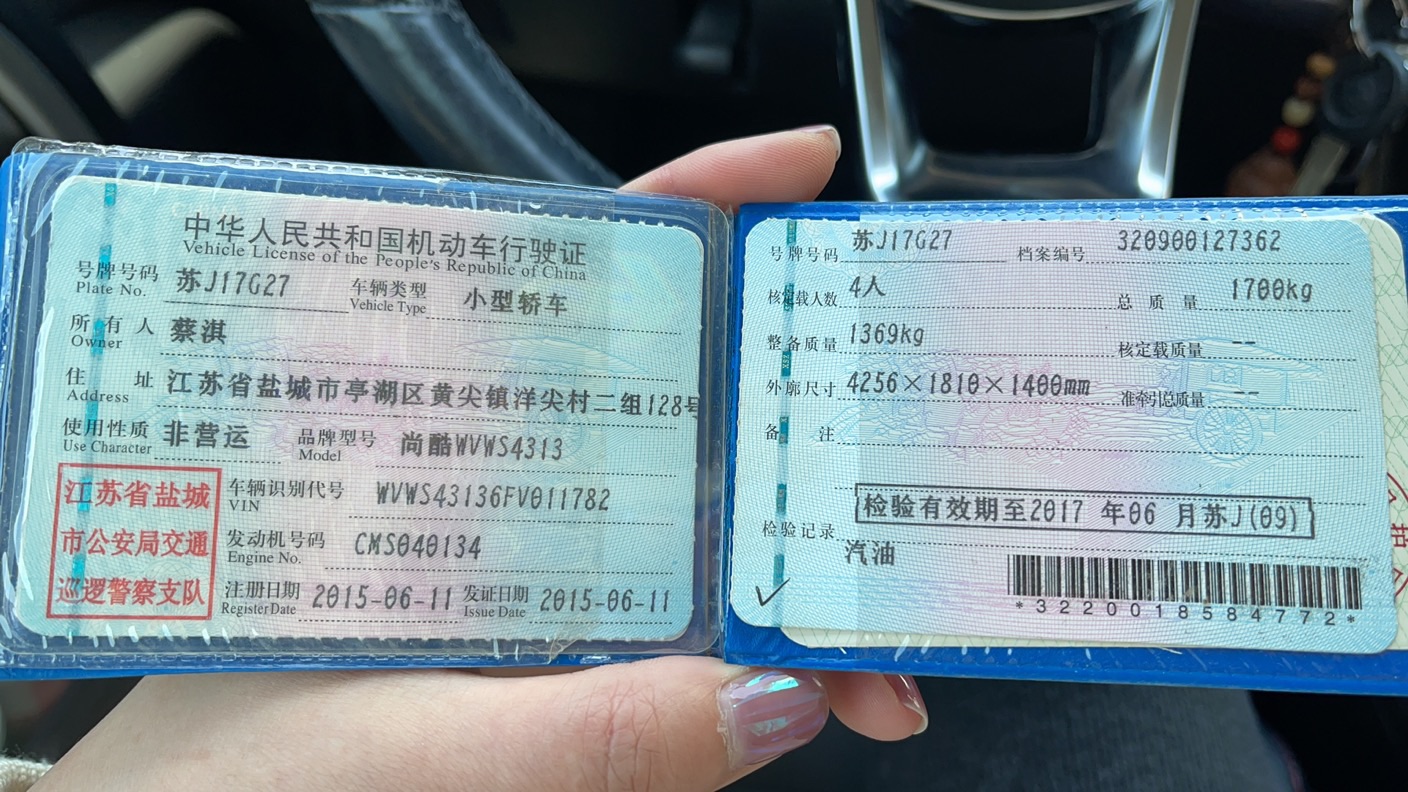 中华人民共和国机动车行驶证
Vehicle License of the People's Republic of China
号牌号码 苏J17G27 车辆类型 小型轿车
Plate No. Vehicle Type
所有人 蔡淇
Owner
住址 江苏省盐城市亭湖区黄尖镇洋尖村二组128号
Address
使用性质 非营运 品牌型号 尚酷WVWS4313
Use Character Model
江苏省盐城
市公安局交通
巡逻警察支队
车辆识别代号 WVWS43136FV011782
VIN
发动机号码 CMS040134
Engine No.
注册日期 2015-06-11 发证日期 2015-06-11
Register Date Issue Date
号牌号码 苏J17G27 档案编号 320900127362
核定载人数 4人 总质量 1700kg
整备质量 1369kg 核定载质量 --
外廓尺寸 4256×1810×1400mm 准牵引总质量 --
备注
检验有效期至2017 年06 月苏J(09)
检验记录
汽油
*3220018584772*